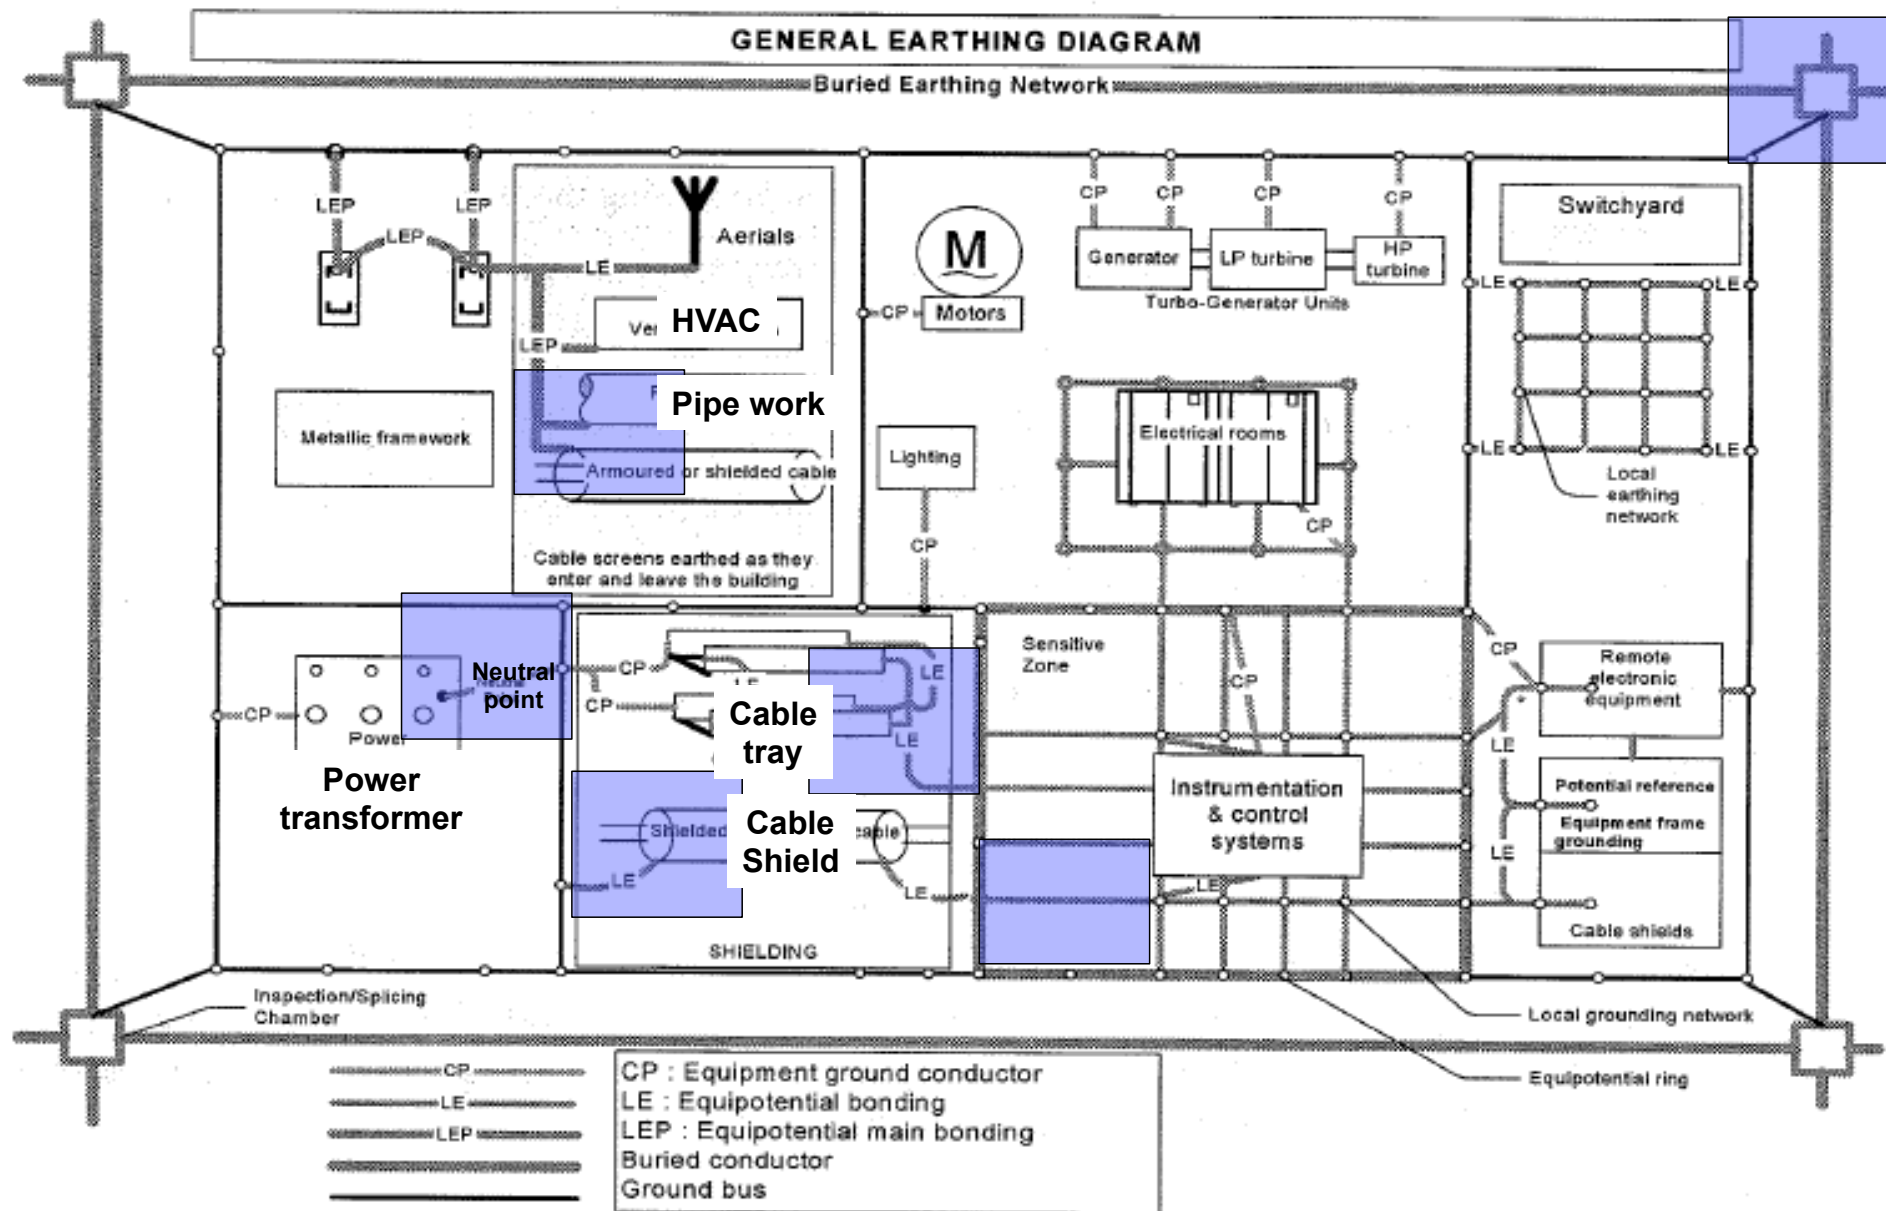 GENERAL EARTHING DIAGRAM
Buried Earthing Network
LEP
LEP
LEP
LE
Aerials
HVAC
LEP
Pipe work
Metallic framework
Armoured or shielded cable
Cable screens earthed as they
enter and leave the building
CP
CP
CP
CP
M
Generator
LP turbine
HP
turbine
Turbo-Generator Units
CP
Motors
Lighting
CP
Electrical rooms
CP
Switchyard
LE
LE
LE
LE
Local
earthing
network
CP
Power
Neutral
point
Power
transformer
CP
CP
LE
LE
LE
Cable
tray
Shielded
cable
Cable
Shield
LE
LE
SHIELDING
Sensitive
Zone
CP
Instrumentation
& control
systems
LE
CP
Remote
electronic
equipment
LE
Potential reference
Equipment frame
grounding
LE
Cable shields
Inspection/Splicing
Chamber
Local grounding network
Equipotential ring
CP
LE
LEP
CP : Equipment ground conductor
LE : Equipotential bonding
LEP : Equipotential main bonding
Buried conductor
Ground bus